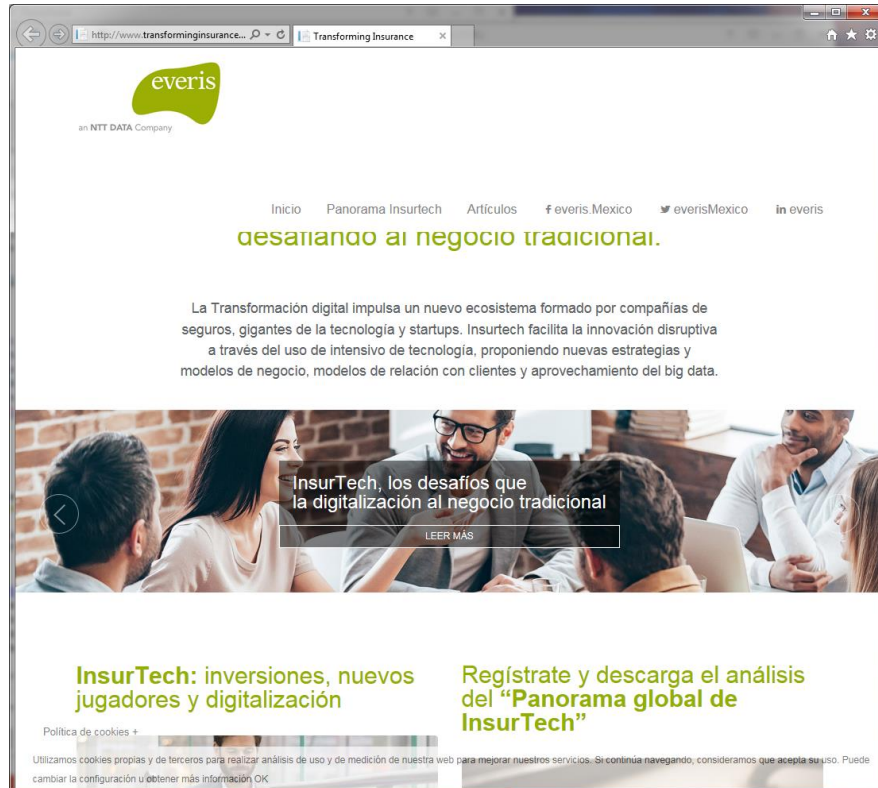 http://www.transforminginsurance...
Transforming Insurance
everis
an NTT DATA Company
Inicio
Panorama Insurtech
Artículos
everis.Mexico
everisMexico
in everis
desafiando al negocio tradicional.
La Transformación digital impulsa un nuevo ecosistema formado por compañías de
seguros, gigantes de la tecnología y startups. Insurtech facilita la innovación disruptiva
a través del uso de intensivo de tecnología, proponiendo nuevas estrategias y
modelos de negocio, modelos de relación con clientes y aprovechamiento del big data.
InsurTech, los desafíos que
la digitalización al negocio tradicional
LEER MÁS
InsurTech: inversiones, nuevos
jugadores y digitalización
Regístrate y descarga el análisis
del “Panorama global de
InsurTech”
Política de cookies +
Utilizamos cookies propias y de terceros para realizar análisis de uso y de medición de nuestra web para mejorar nuestros servicios. Si continúa navegando, consideramos que acepta su uso. Puede
cambiar la configuración u obtener más información OK